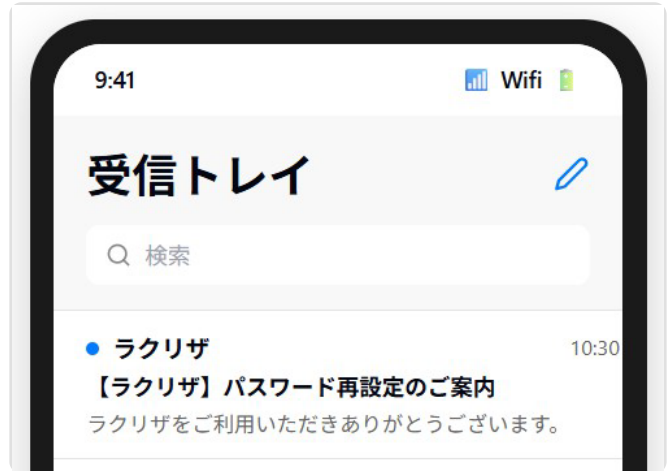 9:41 Wifi
受信トレイ
検索
ラクリザ 10:30
【ラクリザ】パスワード再設定のご案内
ラクリザをご利用いただきありがとうございます。